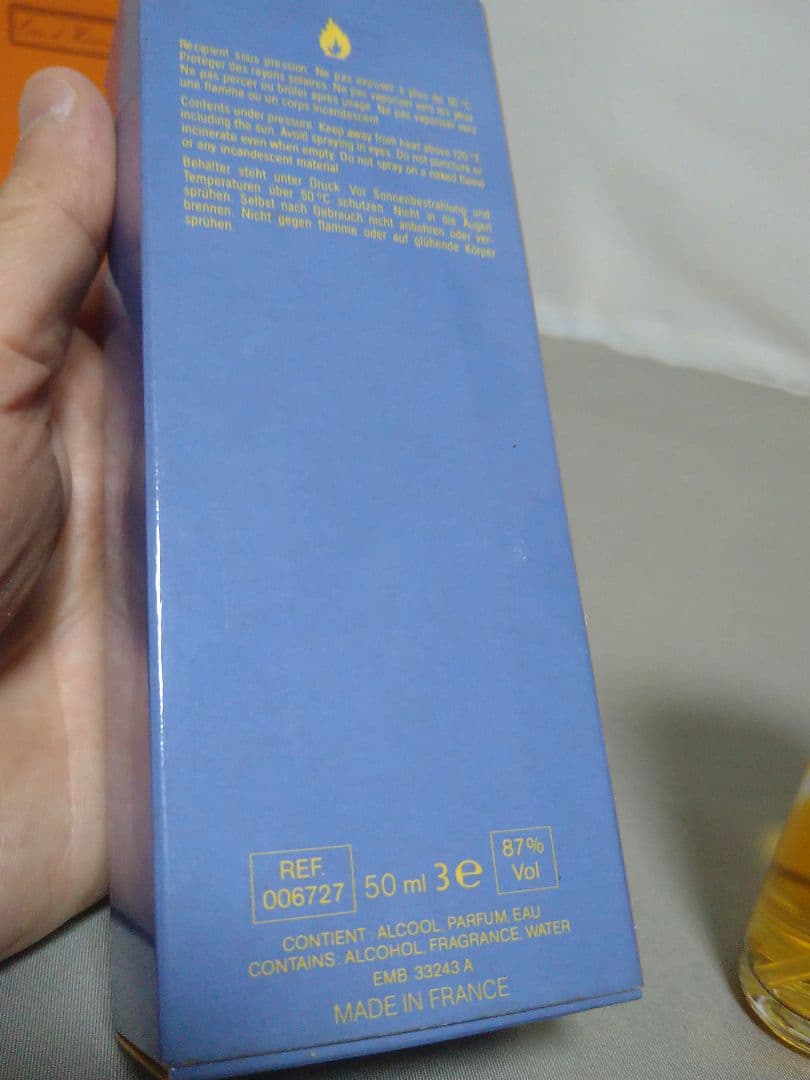 Récipient sous pression. Ne pas exposer à plus de 50 °C.
Protéger des rayons solaires. Ne pas vaporiser vers les yeux
Ne pas percer ou brûler après usage. Ne pas vaporiser vers
une flamme ou un corps incandescent
Contents under pressure. Keep away from heat above 120 °F
including the sun. Avoid spraying in eyes. Do not puncture or
incinerate even when empty. Do not spray on a naked flame
or any incandescent material
Behälter steht unter Druck. Vor Sonnenbestrahlung und
Temperaturen über 50 °C schutzen. Nicht in die Augen
sprühen. Selbst nach Gebrauch nicht anbohren oder ver-
brennen. Nicht gegen flamme oder auf glühende Körper
sprühen.
REF.
006727
50 ml 3 e
87%
Vol
CONTIENT. ALCOOL, PARFUM, EAU
CONTAINS. ALCOHOL, FRAGRANCE, WATER
EMB. 33243 A
MADE IN FRANCE